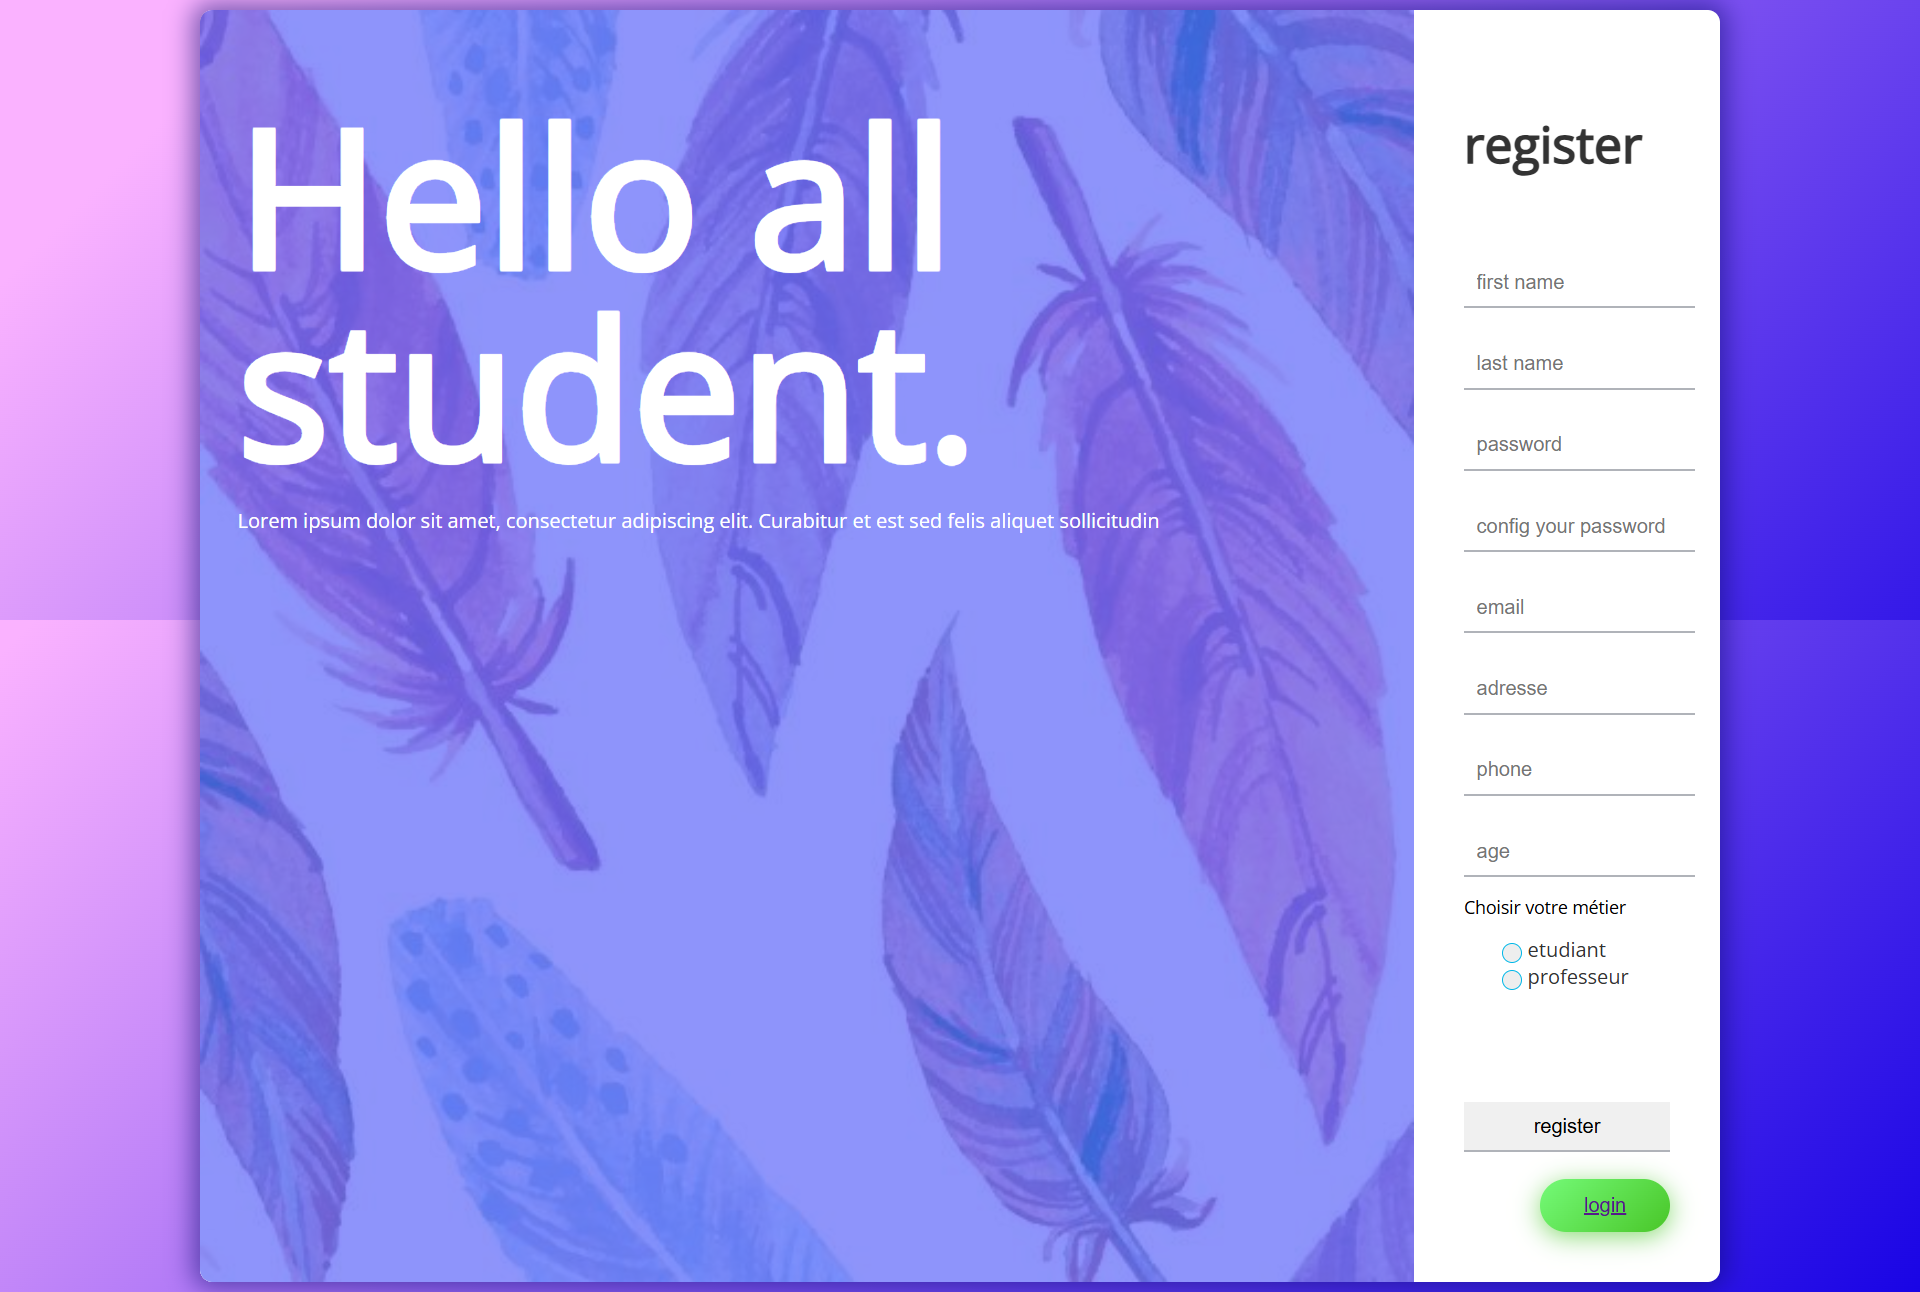 Hello all
student.
Lorem ipsum dolor sit amet, consectetur adipiscing elit. Curabitur et est sed felis aliquet sollicitudin
register
first name
last name
password
config your password
email
adresse
phone
age
Choisir votre métier
etudiant
professeur
register
login